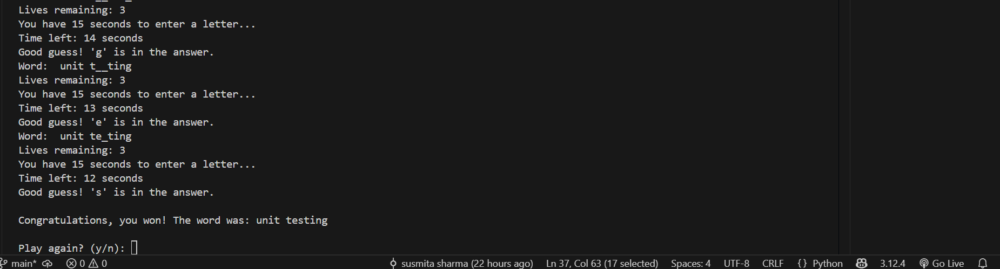 Lives remaining: 3
You have 15 seconds to enter a letter...
Time left: 14 seconds
Good guess! 'g' is in the answer.
Word:  unit t__ting
Lives remaining: 3
You have 15 seconds to enter a letter...
Time left: 13 seconds
Good guess! 'e' is in the answer.
Word:  unit te_ting
Lives remaining: 3
You have 15 seconds to enter a letter...
Time left: 12 seconds
Good guess! 's' is in the answer.
Congratulations, you won! The word was: unit testing
Play again? (y/n):
main* 0 0 susmita sharma (22 hours ago) Ln 37, Col 63 (17 selected) Spaces: 4 UTF-8 CRLF {} Python 3.12.4 Go Live